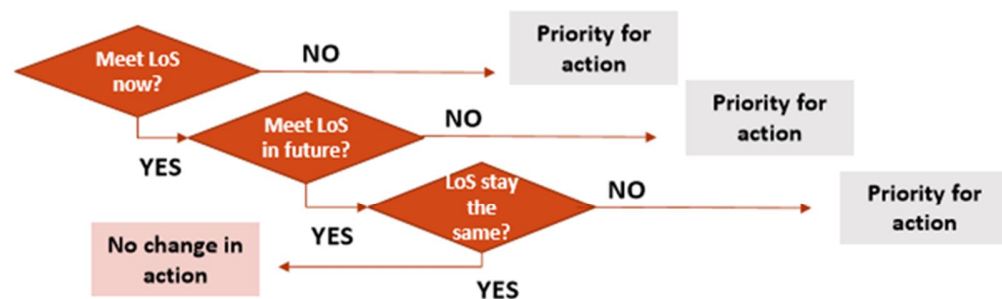 Meet LoS
now?
NO
Priority for
action
YES
Meet LoS
in future?
NO
Priority for
action
YES
LoS stay
the
same?
NO
Priority for
action
YES
No change in
action